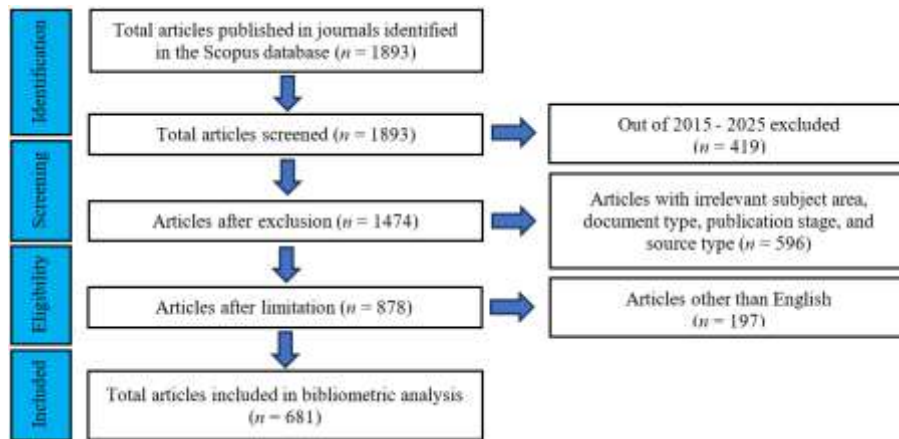 Identification
Total articles published in journals identified
in the Scopus database (n = 1893)
Total articles screened (n = 1893)
Out of 2015 - 2025 excluded
(n = 419)
Screening
Articles after exclusion (n = 1474)
Articles with irrelevant subject area,
document type, publication stage, and
source type (n = 596)
Eligibility
Articles after limitation (n = 878)
Articles other than English
(n = 197)
Included
Total articles included in bibliometric analysis
(n = 681)